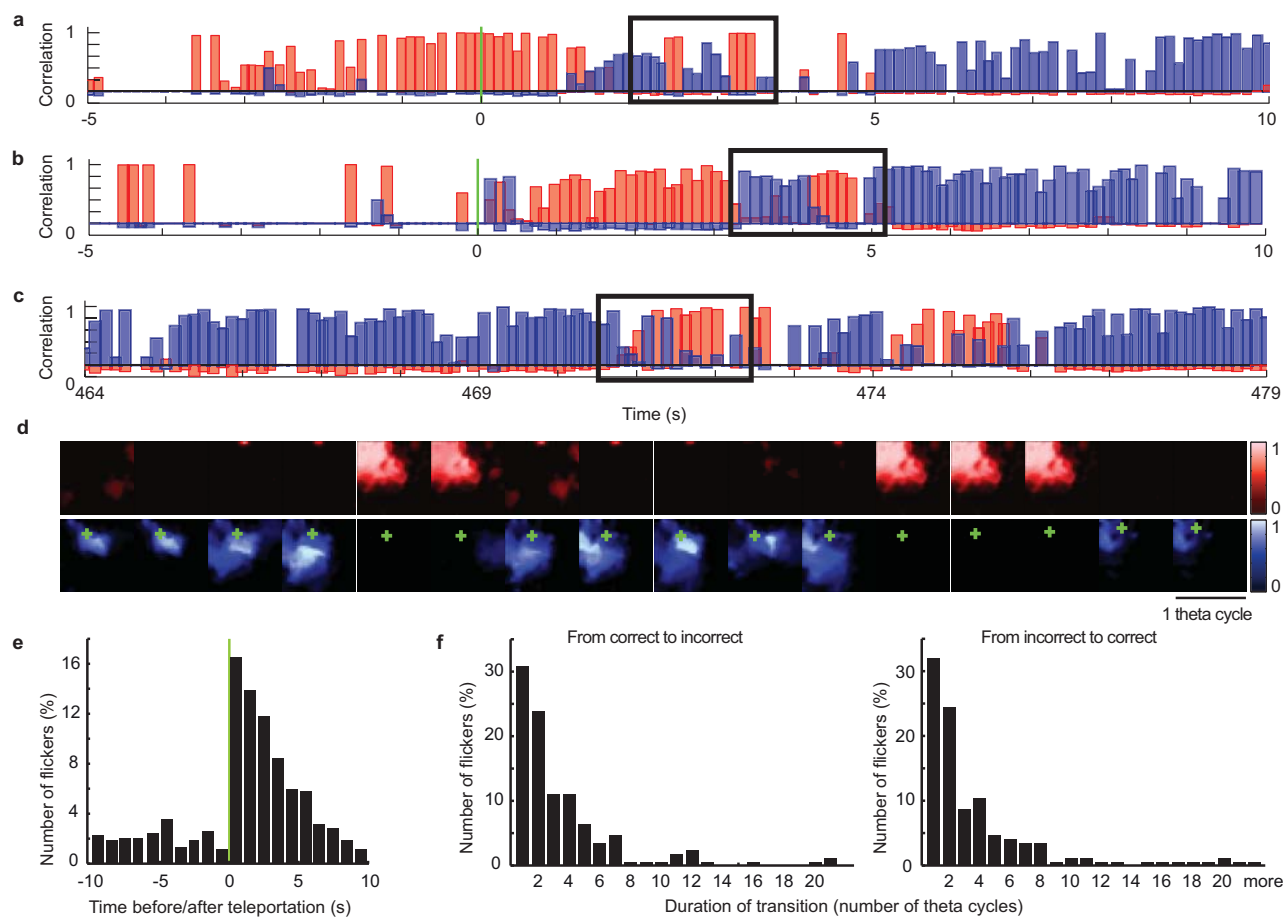 a
Correlation
1
0
-5
0
5
10
b
Correlation
1
0
-5
0
5
10
c
Correlation
1
0
464
469
474
479
Time (s)
d
1
0
1
0
1 theta cycle
e
Number of flickers (%)
16
12
8
4
0
-10
-5
0
5
10
Time before/after teleportation (s)
f
From correct to incorrect
Number of flickers (%)
30
20
10
0
2 4 6 8 10 12 14 16 18 20
From incorrect to correct
Number of flickers (%)
30
20
10
0
2 4 6 8 10 12 14 16 18 20 more
Duration of transition (number of theta cycles)